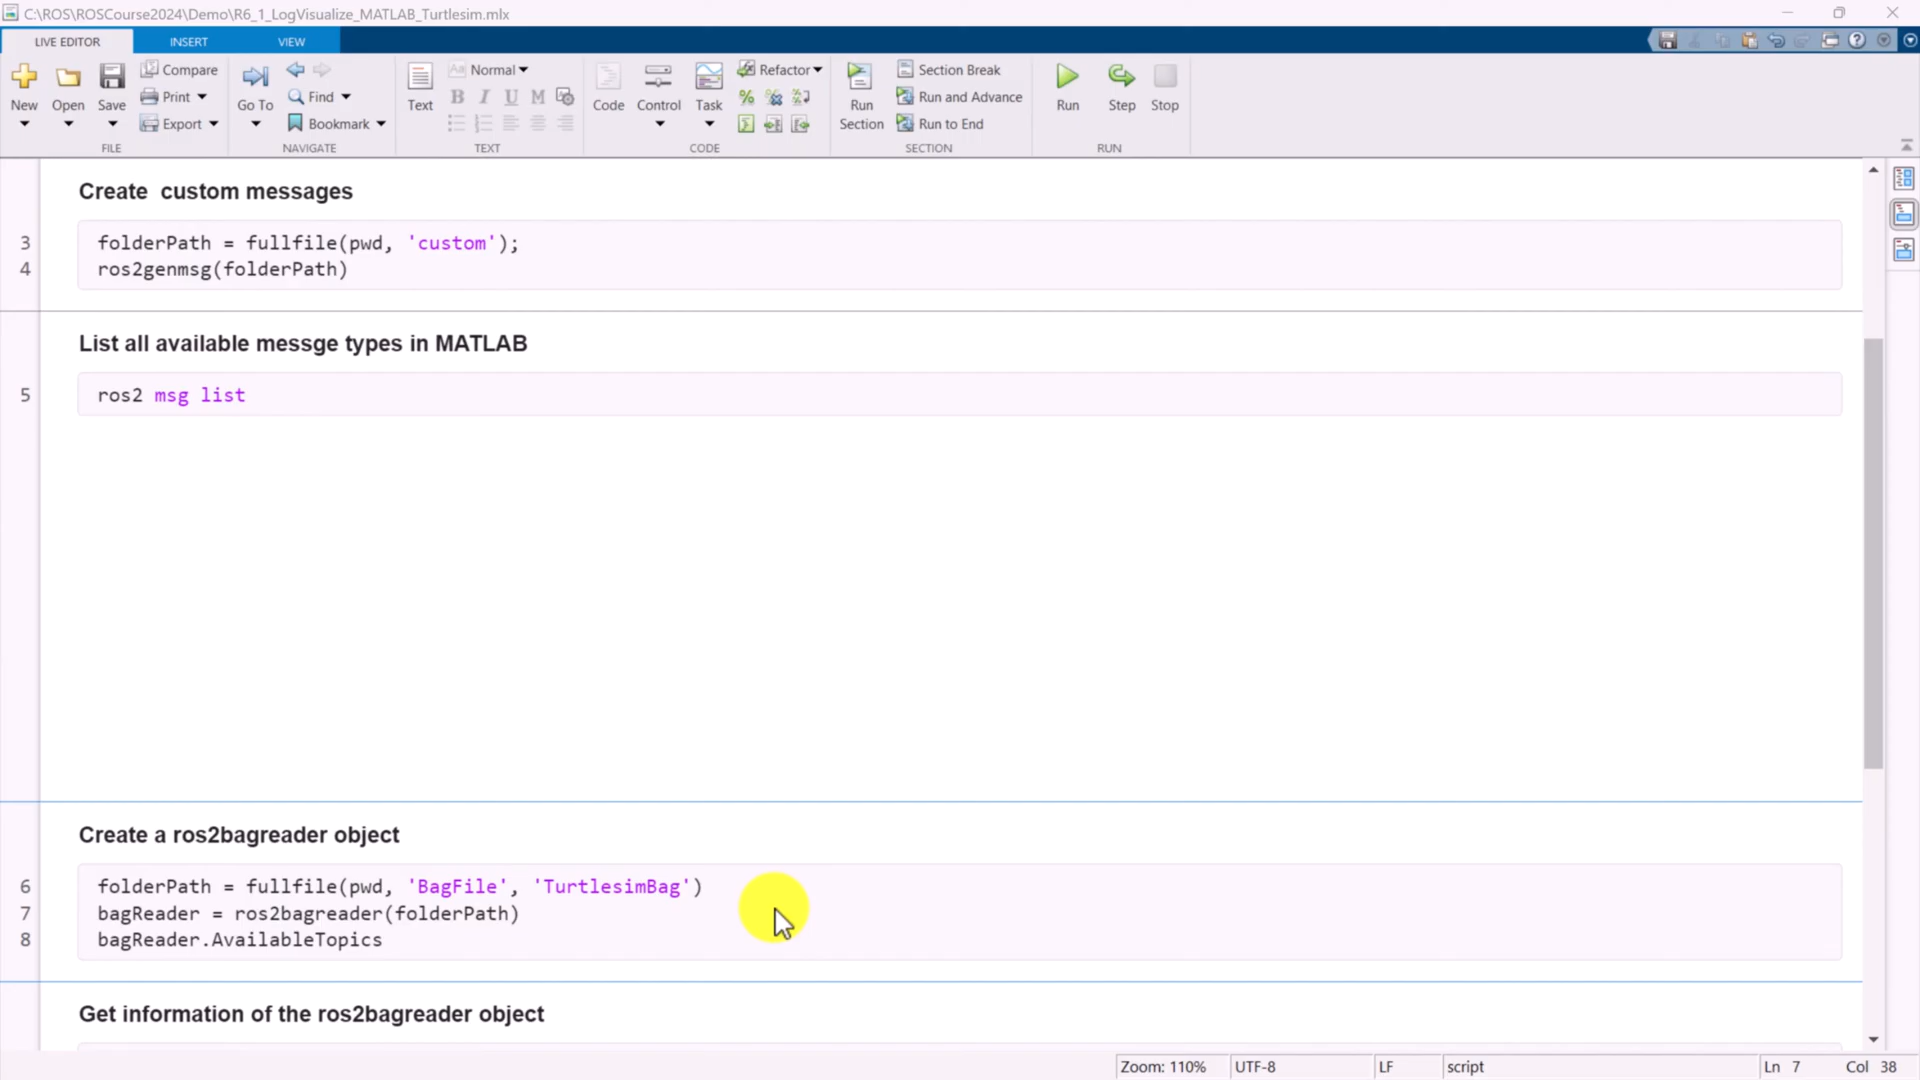 C:\ROS\ROSCourse2024\Demo\R6_1_LogVisualize_MATLAB_Turtlesim.mlx
LIVE EDITOR INSERT VIEW
New Open Save Compare Print Export
FILE
Go To Find Bookmark
NAVIGATE
Text Normal
B I U M
TEXT
Code Control Task Refactor
CODE
Run Section Section Break Run and Advance Run to End
SECTION
Run Step Stop
RUN
Create  custom messages
3 folderPath = fullfile(pwd, 'custom');
4 ros2genmsg(folderPath)
List all available messge types in MATLAB
5 ros2 msg list
Create a ros2bagreader object
6 folderPath = fullfile(pwd, 'BagFile', 'TurtlesimBag')
7 bagReader = ros2bagreader(folderPath)
8 bagReader.AvailableTopics
Get information of the ros2bagreader object
Zoom: 110% UTF-8 LF script Ln 7 Col 38